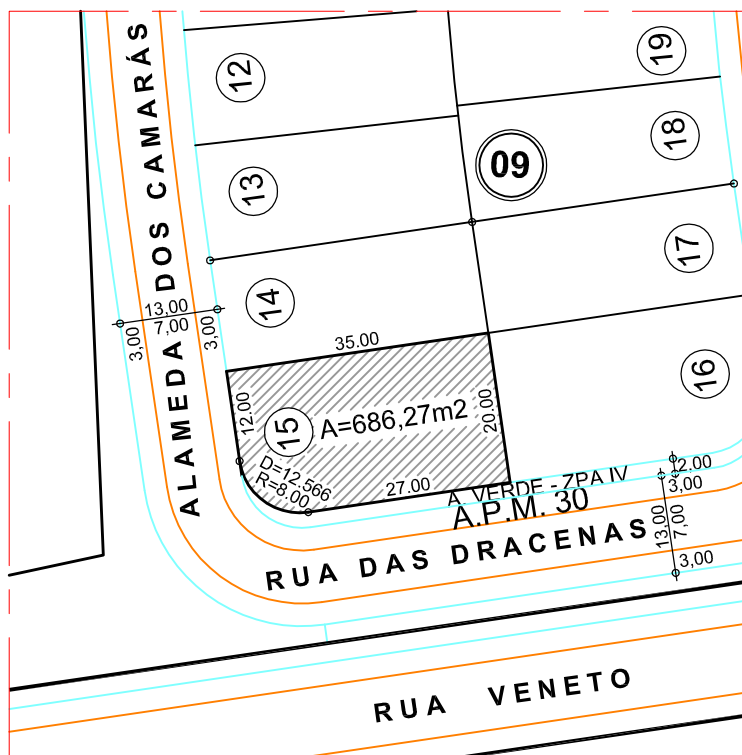 ALAMEDA DOS CAMARÁS
12
19
13
18
09
14
17
13,00
7,00
3,00
3,00
35.00
16
12.00
15
A=686,27m2
20.00
D=12.566
R=8.00
27.00
A. VERDE - ZPA IV
A.P.M. 30
2.00
3,00
13,00
7,00
3,00
RUA DAS DRACENAS
RUA VENETO